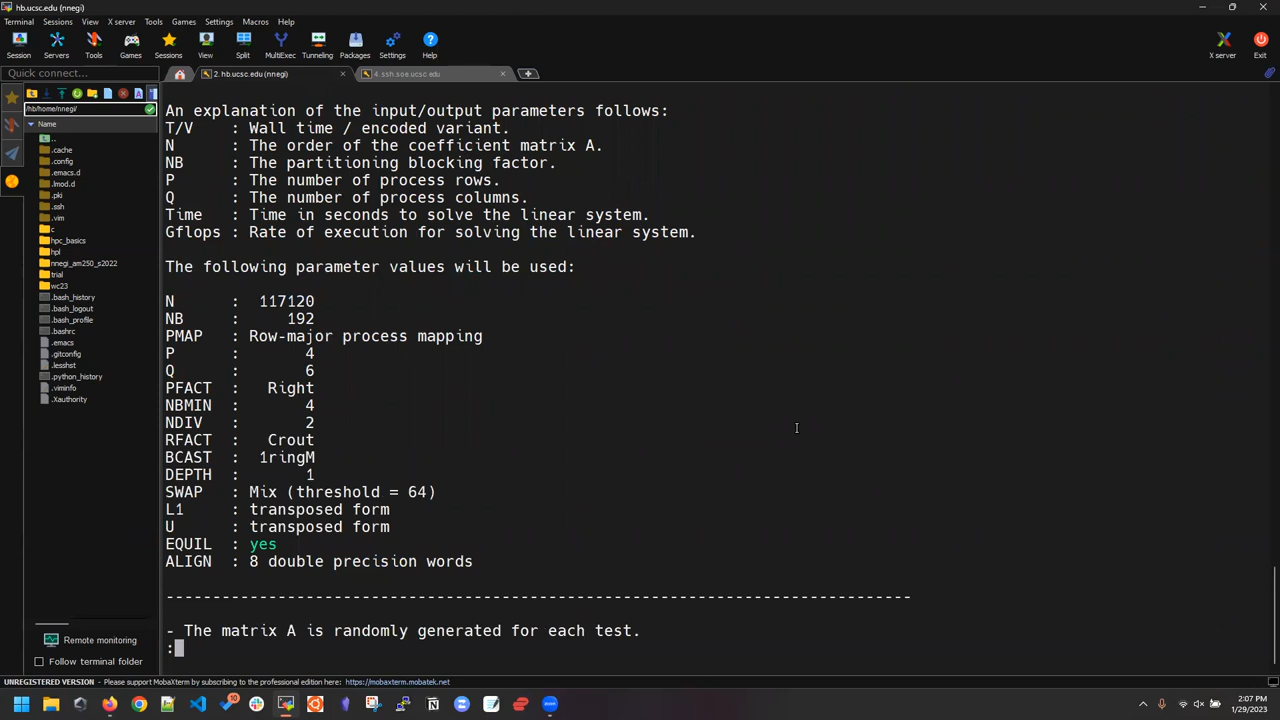 hb.ucsc.edu (nnegi)
Terminal Sessions View X server Tools Games Settings Macros Help
Session Servers Tools Games Sessions View Split MultiExec Tunneling Packages Settings Help X server Exit
Quick connect...
2. hb.ucsc.edu (nnegi)
4. ssh.soe.ucsc.edu
/hb/home/nnegi/
Name
..
.cache
.config
.emacs.d
.lmod.d
.pki
.ssh
.vim
c
hpc_basics
hpl
nnegi_am250_s2022
trial
wc23
.bash_history
.bash_logout
.bash_profile
.bashrc
.emacs
.gitconfig
.lesshst
.python_history
.viminfo
.Xauthority
Remote monitoring
Follow terminal folder
An explanation of the input/output parameters follows:
T/V : Wall time / encoded variant.
N : The order of the coefficient matrix A.
NB : The partitioning blocking factor.
P : The number of process rows.
Q : The number of process columns.
Time : Time in seconds to solve the linear system.
Gflops : Rate of execution for solving the linear system.
The following parameter values will be used:
N : 117120
NB : 192
PMAP : Row-major process mapping
P : 4
Q : 6
PFACT : Right
NBMIN : 4
NDIV : 2
RFACT : Crout
BCAST : 1ringM
DEPTH : 1
SWAP : Mix (threshold = 64)
L1 : transposed form
U : transposed form
EQUIL : yes
ALIGN : 8 double precision words
--------------------------------------------------------------------------------
- The matrix A is randomly generated for each test.
:
UNREGISTERED VERSION - Please support MobaXterm by subscribing to the professional edition here: https://mobaxterm.mobatek.net
10
2:07 PM
1/29/2023